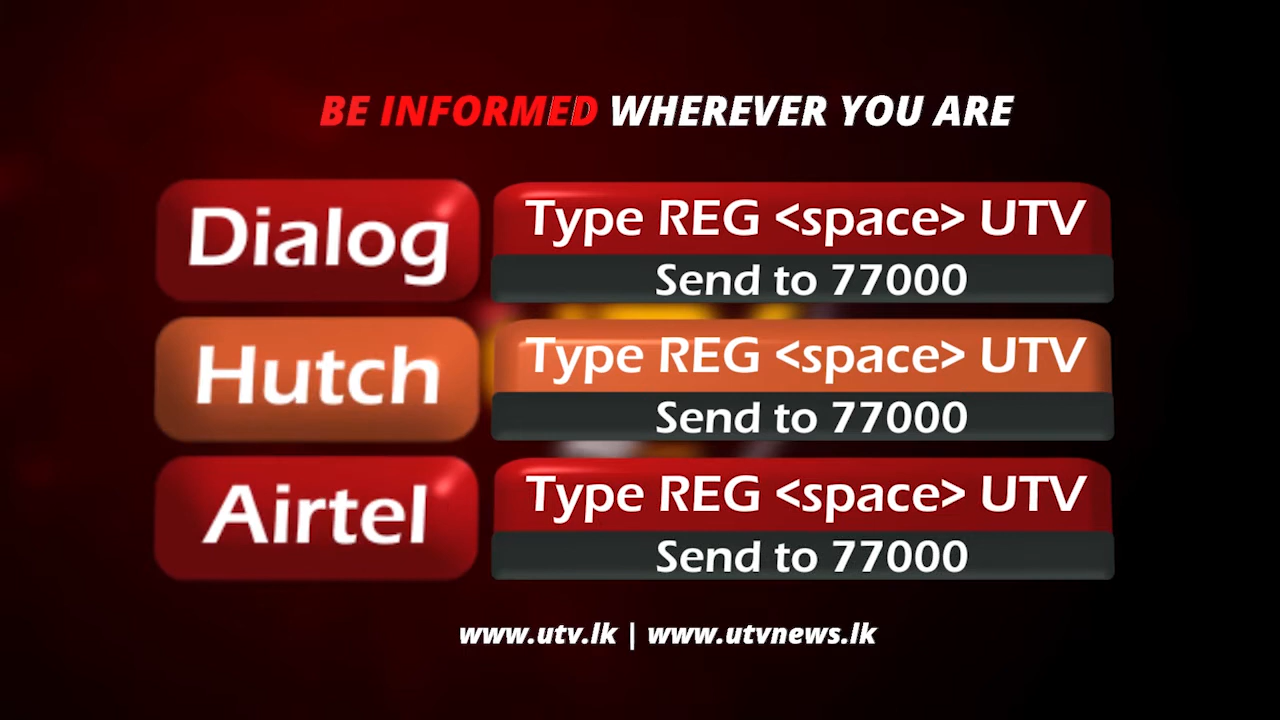 BE INFORMED WHEREVER YOU ARE
Dialog
Type REG <space> UTV
Send to 77000
Hutch
Type REG <space> UTV
Send to 77000
Airtel
Type REG <space> UTV
Send to 77000
www.utv.lk | www.utvnews.lk